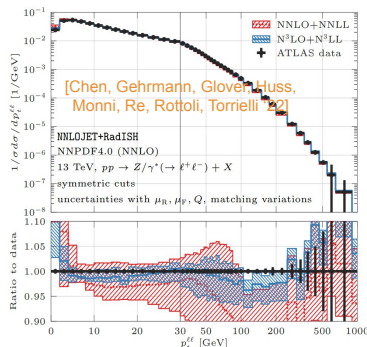 1/σ dσ/dp_t^{ℓℓ} [1/GeV]
10⁻¹
10⁻²
10⁻³
10⁻⁴
10⁻⁵
10⁻⁶
10⁻⁷
10⁻⁸
NNLO+NNLL
N³LO+N³LL
ATLAS data
[Chen, Gehrmann, Glover, Huss,
Monni, Re, Rottoli, Torrielli '22]
NNLOJET+RadISH
NNPDF4.0 (NNLO)
13 TeV, pp → Z/γ*(→ ℓ⁺ℓ⁻) + X
symmetric cuts
uncertainties with μ_R, μ_F, Q, matching variations
Ratio to data
1.10
1.05
1.00
0.95
0.90
0 10 20 30 50 100 200 500 1000
p_t^{ℓℓ} [GeV]